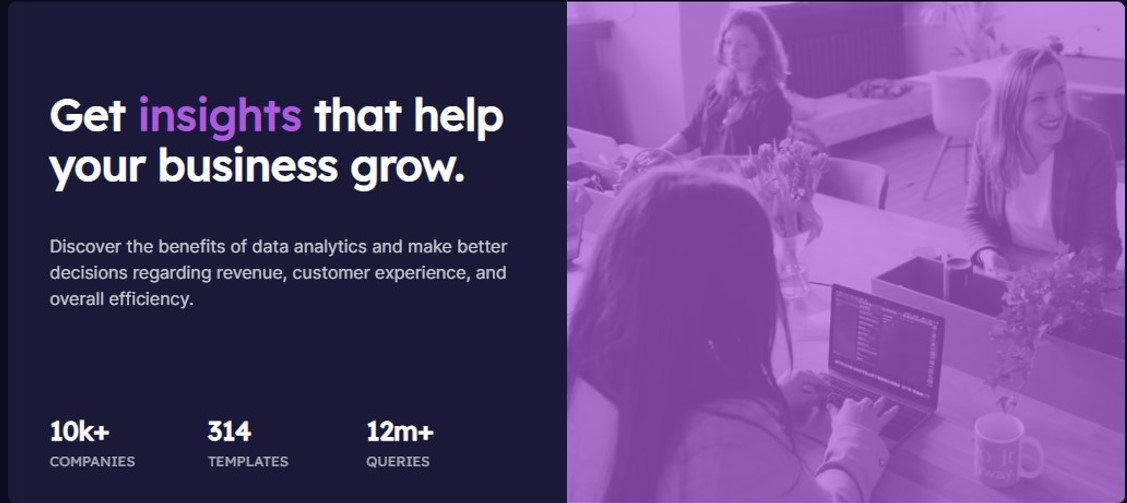 Get insights that help
your business grow.
Discover the benefits of data analytics and make better
decisions regarding revenue, customer experience, and
overall efficiency.
10k+ 314 12m+
COMPANIES TEMPLATES QUERIES